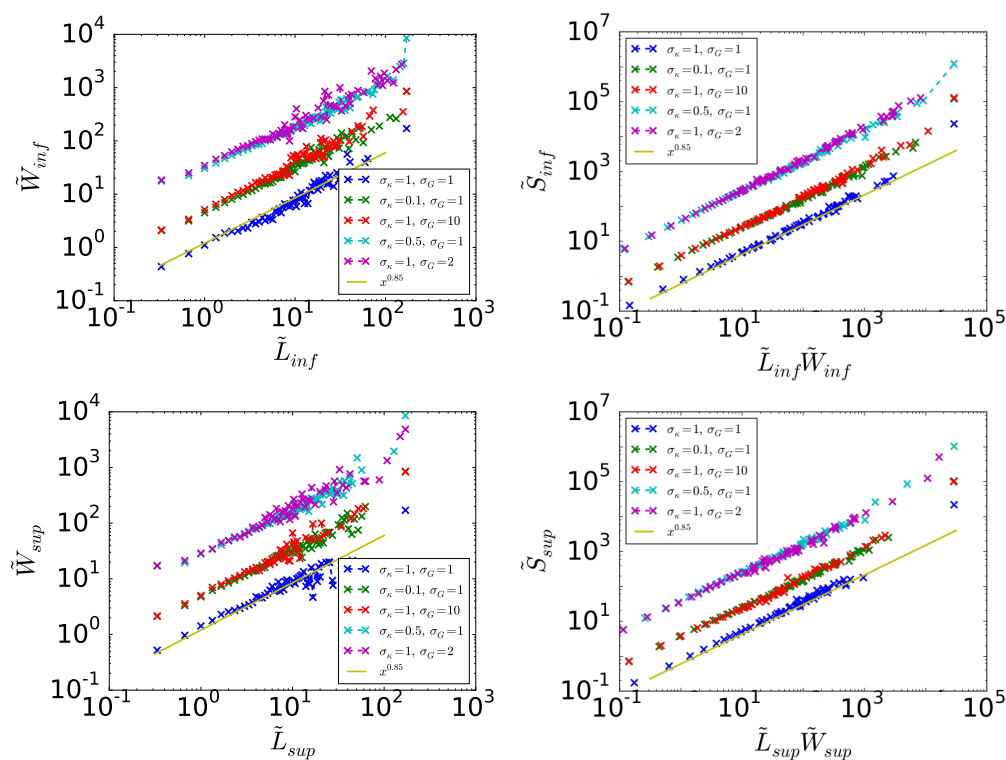 10^4
10^3
10^2
10^1
10^0
10^-1
W̃_inf
σ_κ=1, σ_G=1
σ_κ=0.1, σ_G=1
σ_κ=1, σ_G=10
σ_κ=0.5, σ_G=1
σ_κ=1, σ_G=2
x^0.85
10^-1 10^0 10^1 10^2 10^3
L̃_inf
10^7
10^5
10^3
10^1
10^-1
S̃_inf
σ_κ=1, σ_G=1
σ_κ=0.1, σ_G=1
σ_κ=1, σ_G=10
σ_κ=0.5, σ_G=1
σ_κ=1, σ_G=2
x^0.85
10^-1 10^1 10^3 10^5
L̃_inf W̃_inf
10^4
10^3
10^2
10^1
10^0
10^-1
W̃_sup
σ_κ=1, σ_G=1
σ_κ=0.1, σ_G=1
σ_κ=1, σ_G=10
σ_κ=0.5, σ_G=1
σ_κ=1, σ_G=2
x^0.85
10^-1 10^0 10^1 10^2 10^3
L̃_sup
10^7
10^5
10^3
10^1
10^-1
S̃_sup
σ_κ=1, σ_G=1
σ_κ=0.1, σ_G=1
σ_κ=1, σ_G=10
σ_κ=0.5, σ_G=1
σ_κ=1, σ_G=2
x^0.85
10^-1 10^1 10^3 10^5
L̃_sup W̃_sup